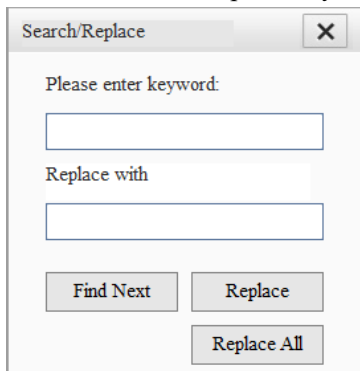 Search/Replace
Please enter keyword:
Replace with
Find Next
Replace
Replace All